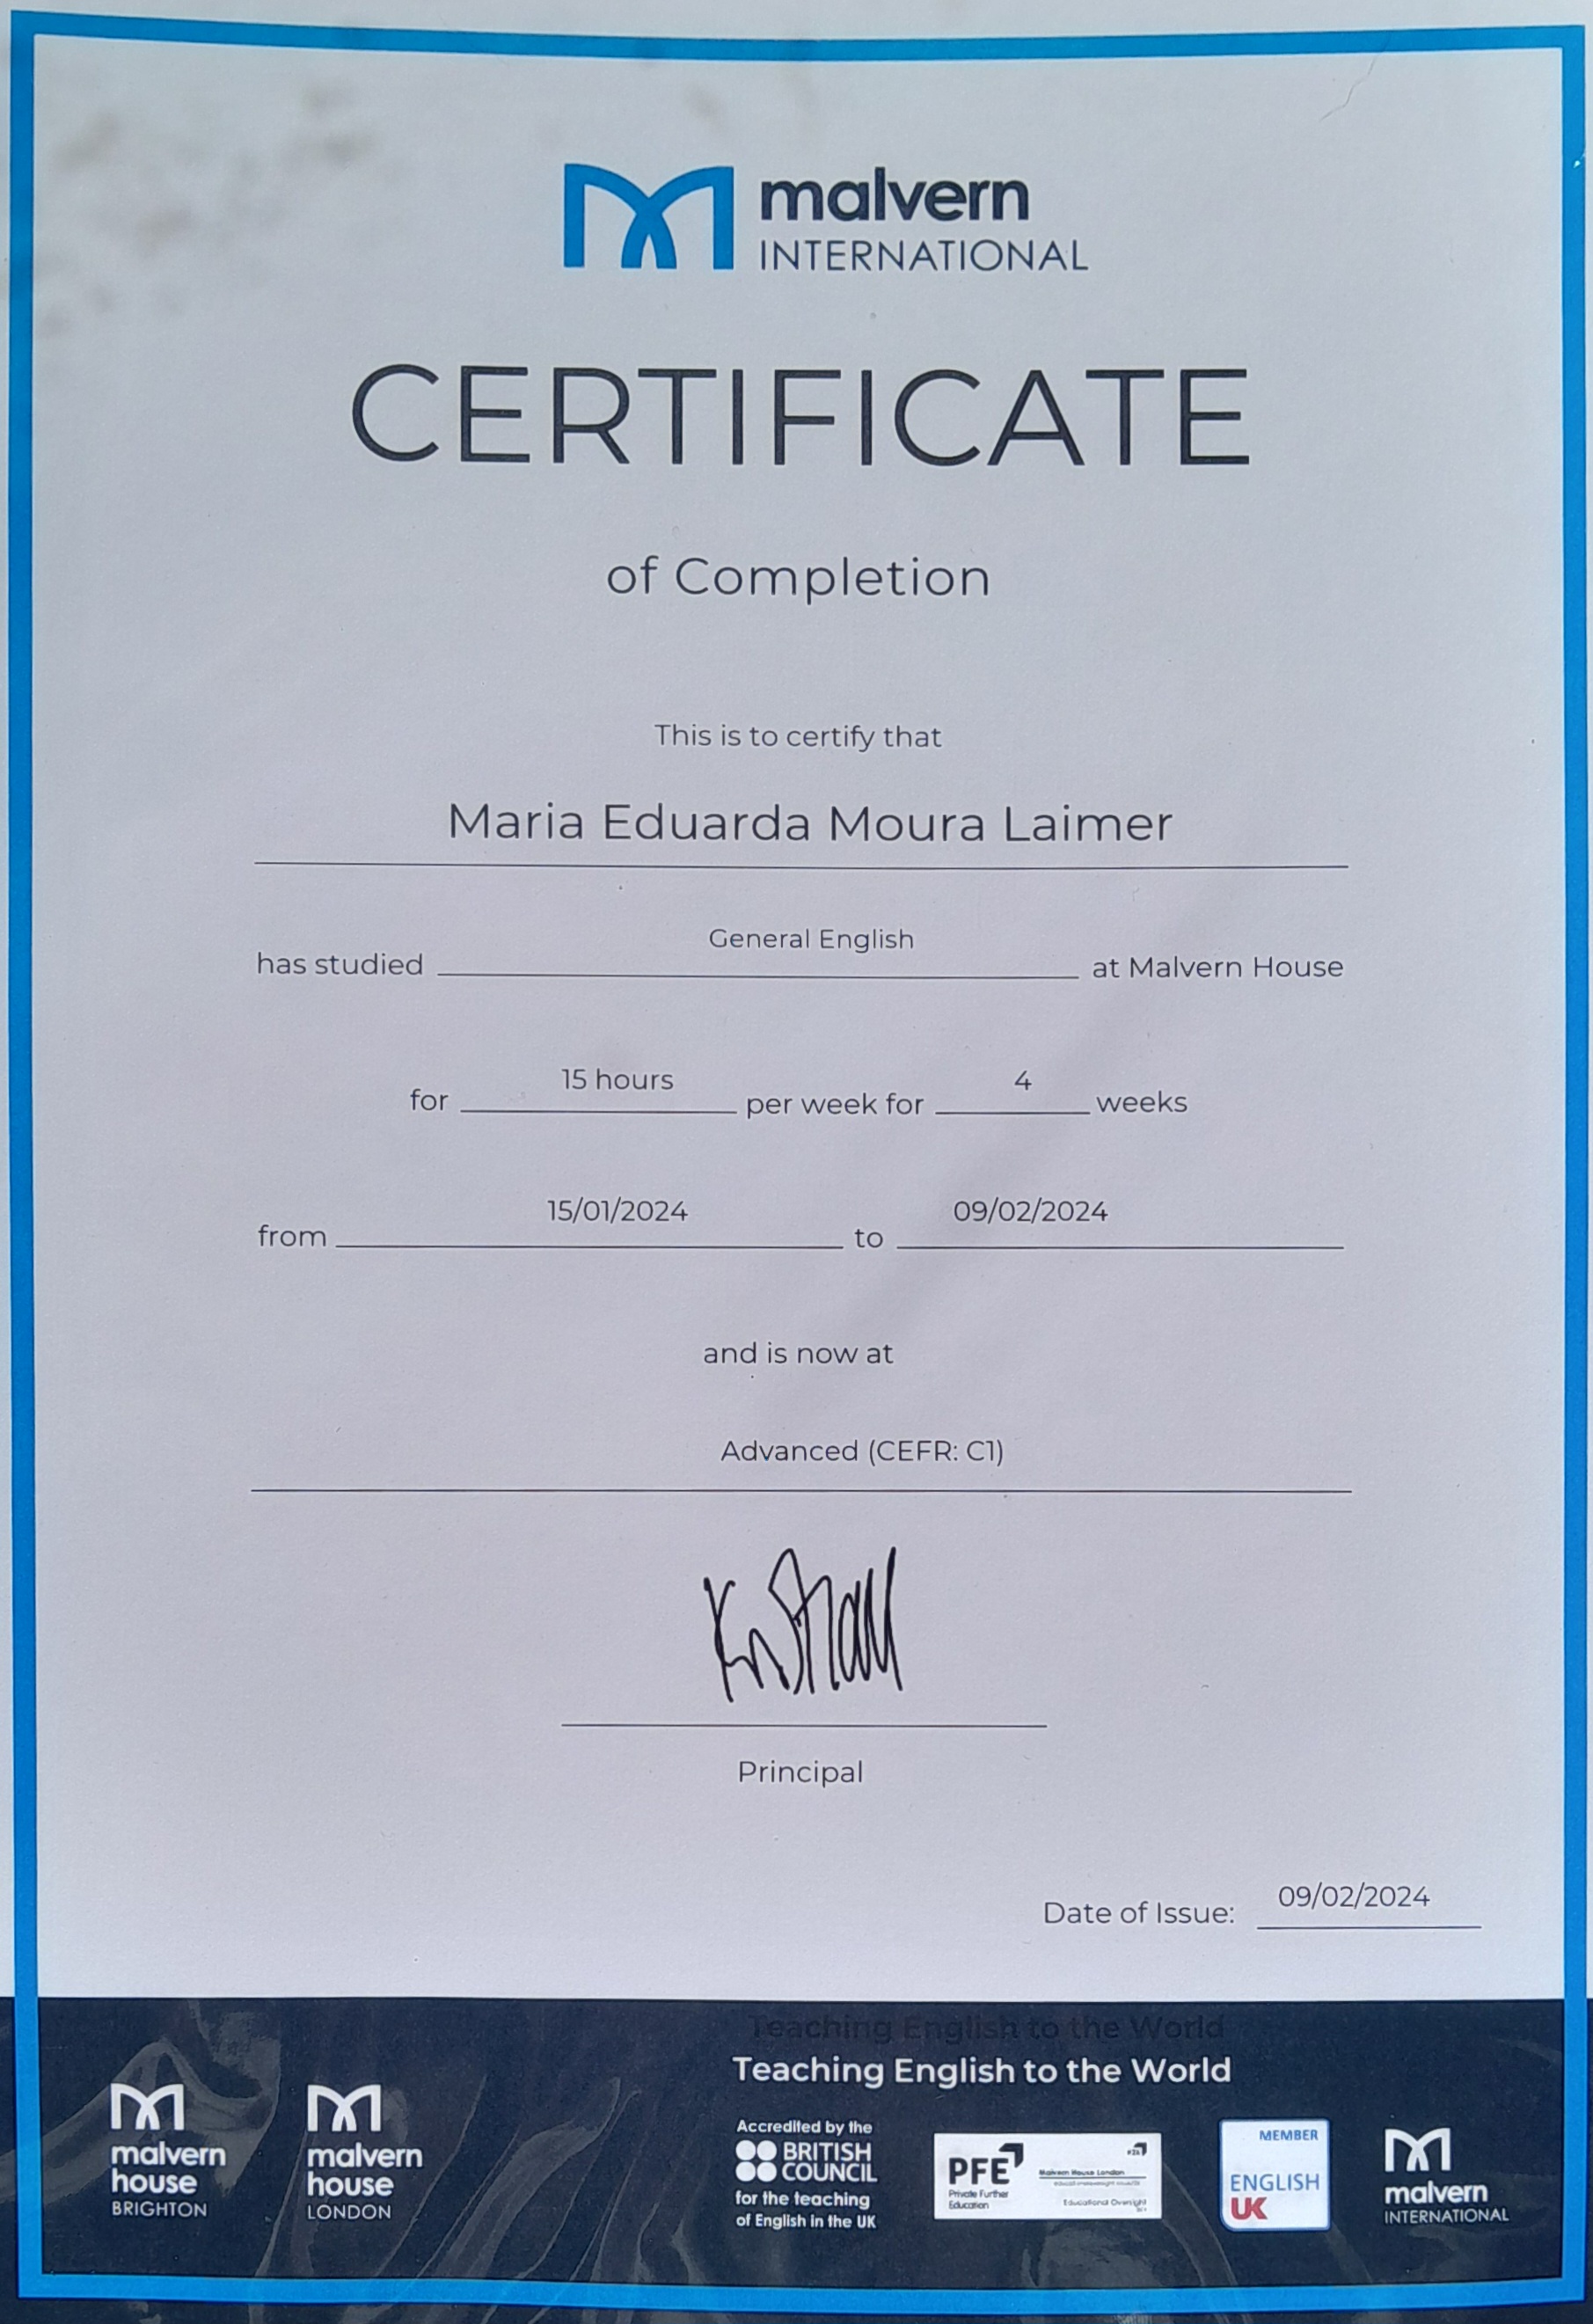 malvern
INTERNATIONAL
CERTIFICATE
of Completion
This is to certify that
Maria Eduarda Moura Laimer
General English
has studied at Malvern House
15 hours 4
for per week for weeks
15/01/2024 09/02/2024
from to
and is now at
Advanced (CEFR: C1)
Principal
09/02/2024
Date of Issue:
Teaching English to the World
Teaching English to the World
malvern
house
BRIGHTON
malvern
house
LONDON
Accredited by the
BRITISH
COUNCIL
for the teaching
of English in the UK
PFE
Private Further
Education
Malvern House London
Educational Oversight
MEMBER
ENGLISH
UK
malvern
INTERNATIONAL